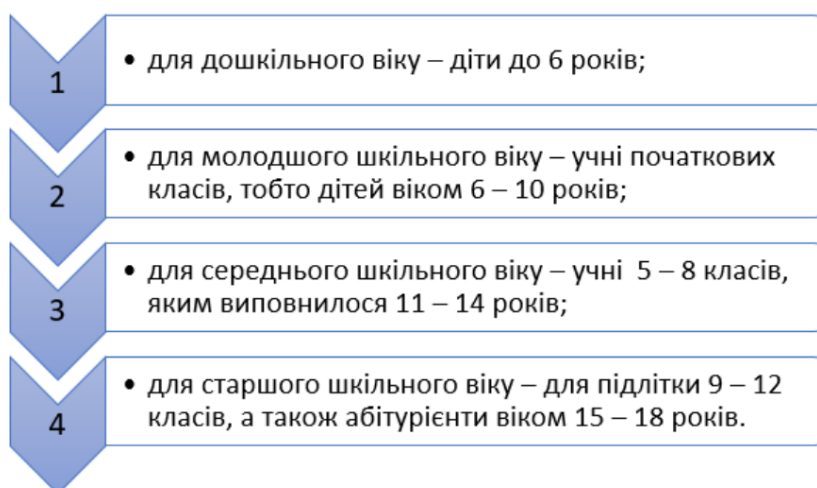 1
• для дошкільного віку – діти до 6 років;
2
• для молодшого шкільного віку – учні початкових
класів, тобто дітей віком 6 – 10 років;
3
• для середнього шкільного віку – учні  5 – 8 класів,
яким виповнилося 11 – 14 років;
4
• для старшого шкільного віку – для підлітки 9 – 12
класів, а також абітурієнти віком 15 – 18 років.